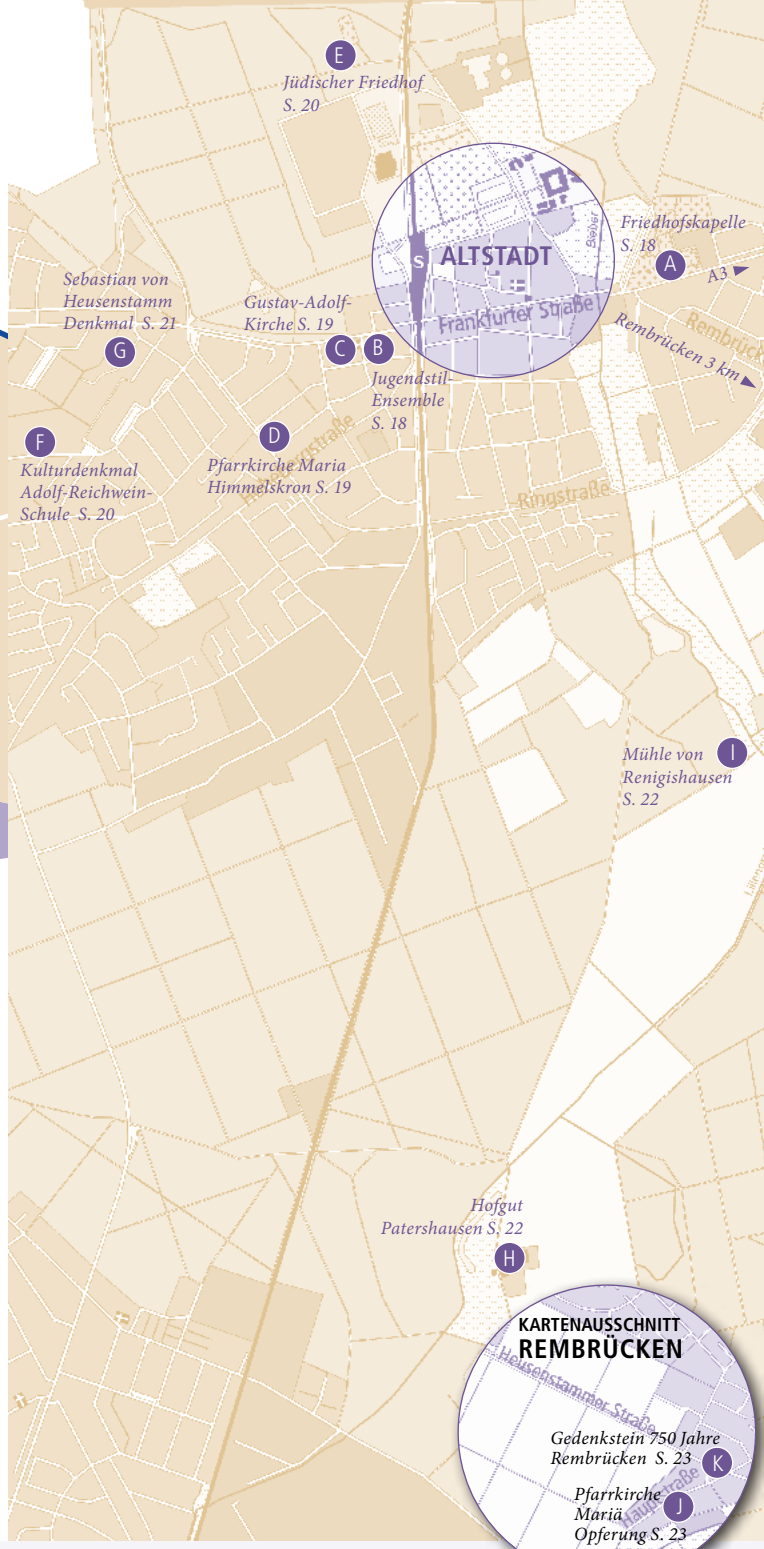 E
Jüdischer Friedhof
S. 20
Friedhofskapelle
S. 18
A
A3
Bieber
S
ALTSTADT
Frankfurter Straße
Sebastian von
Heusenstamm
Denkmal S. 21
G
Gustav-Adolf-
Kirche S. 19
C
B
Jugendstil-
Ensemble
S. 18
Rembrücken 3 km
F
Kulturdenkmal
Adolf-Reichwein-
Schule S. 20
D
Pfarrkirche Maria
Himmelskron S. 19
Ringstraße
I
Mühle von
Renigishausen
S. 22
Hofgut
Patershausen S. 22
H
KARTENAUSSCHNITT
REMBRÜCKEN
Heusenstammer Straße
Gedenkstein 750 Jahre
Rembrücken S. 23
K
Hauptstraße
Pfarrkirche
Mariä
Opferung S. 23
J